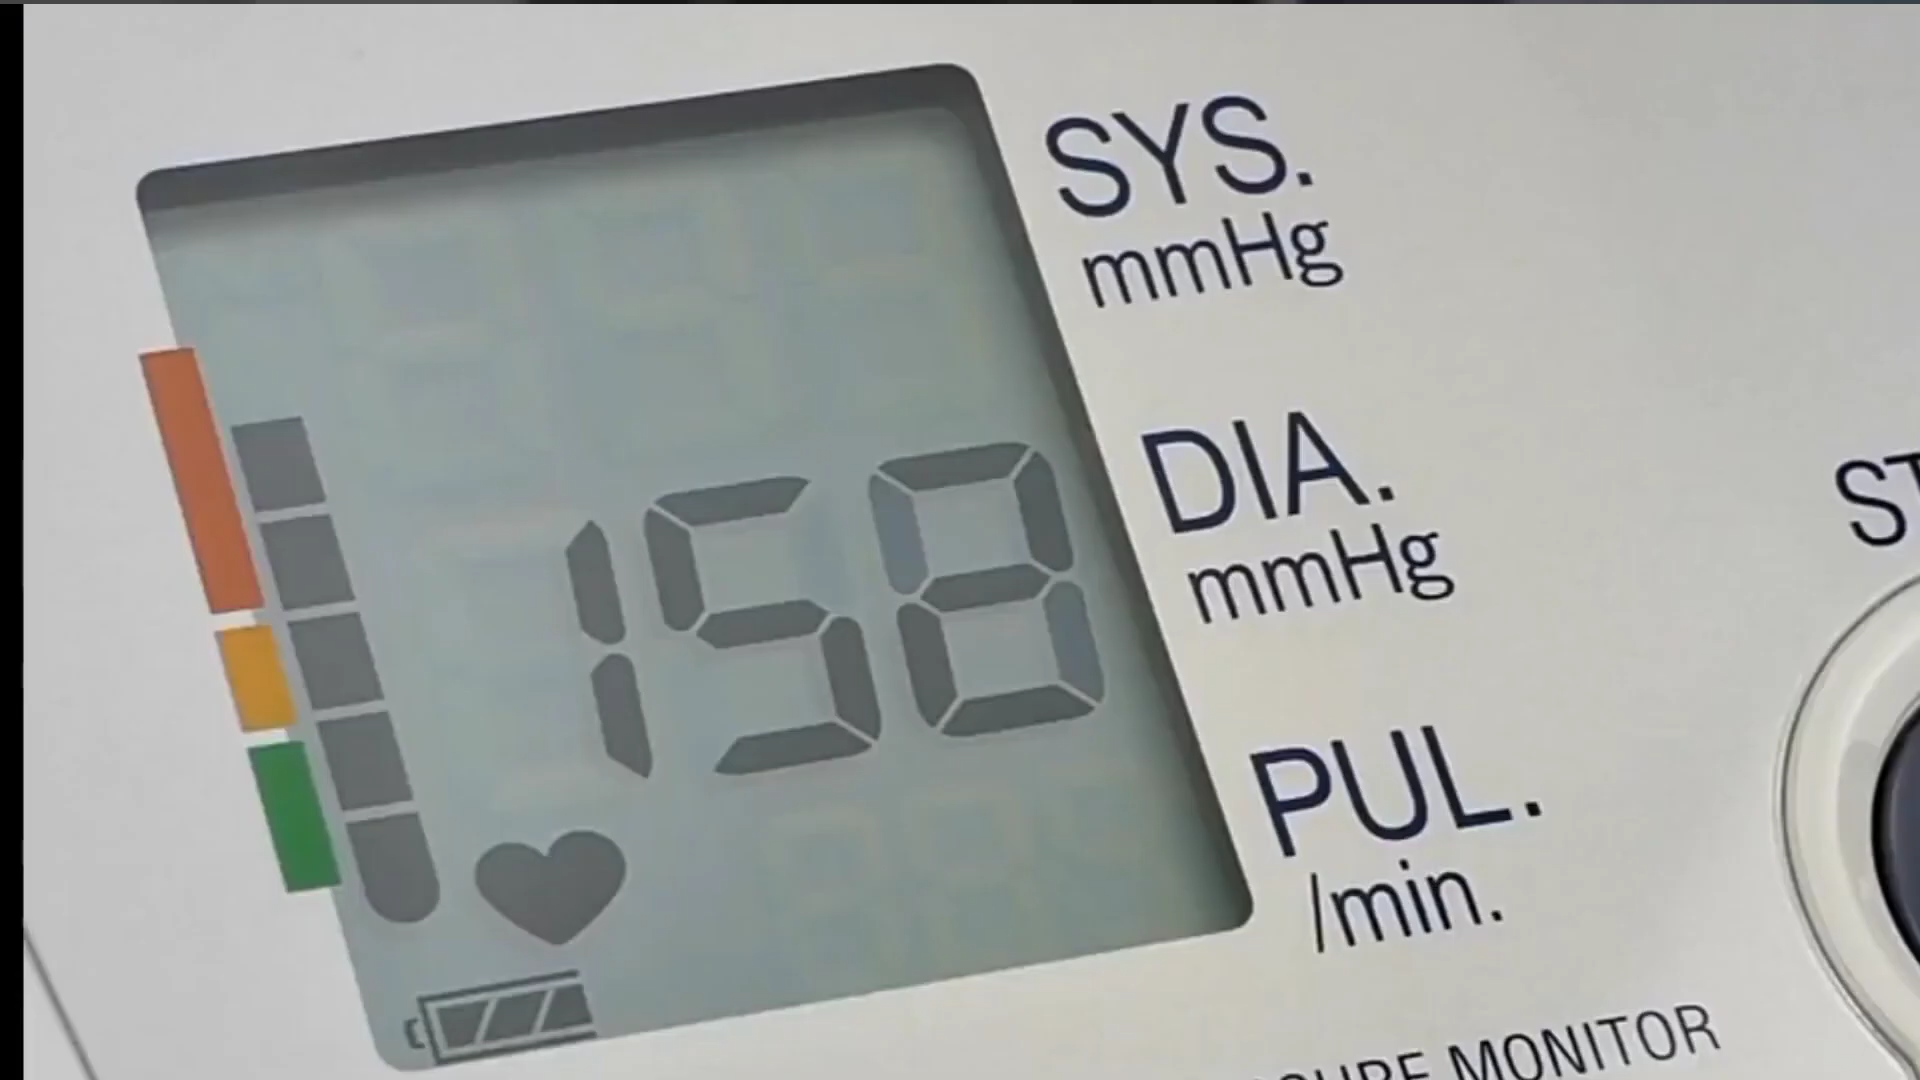 SYS.
mmHg
158
DIA.
mmHg
PUL.
/min.
MONITOR